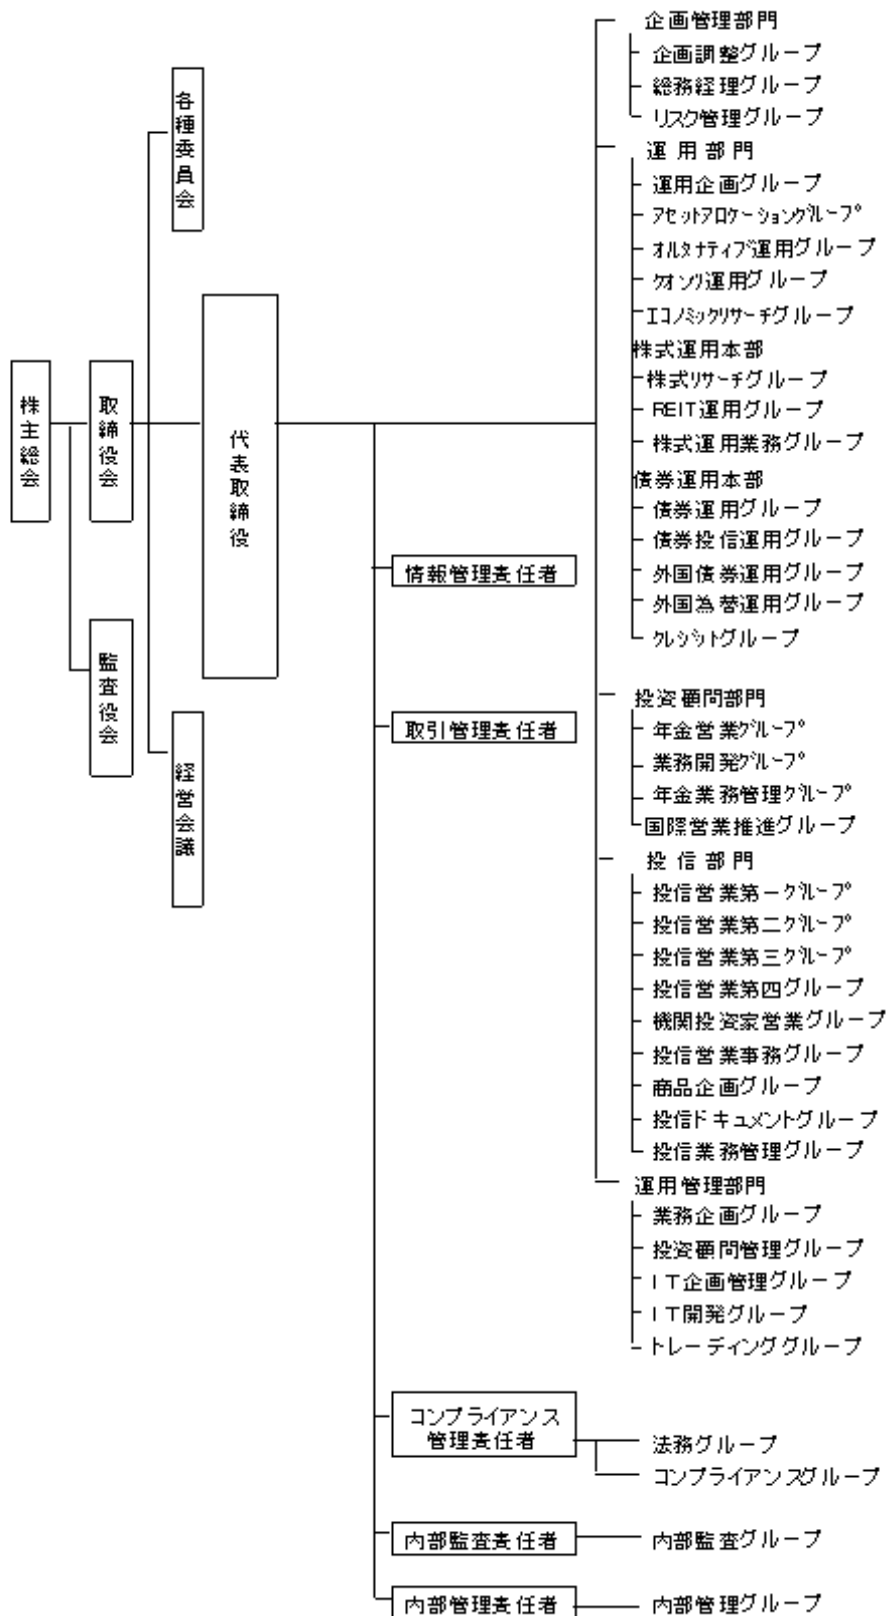 株主総会
取締役会
監査役会
各種委員会
代表取締役
経営会議
情報管理責任者
取引管理責任者
コンプライアンス
管理責任者
内部監査責任者
内部管理責任者
企画管理部門
企画調整グループ
総務経理グループ
リスク管理グループ
運用部門
運用企画グループ
ｱｾｯﾄｱﾛｹｰｼｮﾝｸﾞﾙｰﾌﾟ
ｵﾙﾀﾅﾃｨﾌﾞ運用グループ
ｸｵﾝﾂ運用グループ
ｴｺﾉﾐｯｸﾘｻｰﾁグループ
株式運用本部
株式ﾘｻｰﾁグループ
REIT運用グループ
株式運用業務グループ
債券運用本部
債券運用グループ
債券投信運用グループ
外国債券運用グループ
外国為替運用グループ
ｸﾚｼﾞｯﾄグループ
投資顧問部門
年金営業ｸﾞﾙｰﾌﾟ
業務開発ｸﾞﾙｰﾌﾟ
年金業務管理ｸﾞﾙｰﾌﾟ
国際営業推進グループ
投信部門
投信営業第一ｸﾞﾙｰﾌﾟ
投信営業第二ｸﾞﾙｰﾌﾟ
投信営業第三ｸﾞﾙｰﾌﾟ
投信営業第四グループ
機関投資家営業グループ
投信営業事務グループ
商品企画グループ
投信ドキュメントグループ
投信業務管理グループ
運用管理部門
業務企画グループ
投資顧問管理グループ
ＩＴ企画管理グループ
ＩＴ開発グループ
トレーディンググループ
法務グループ
コンプライアンスグループ
内部監査グループ
内部管理グループ